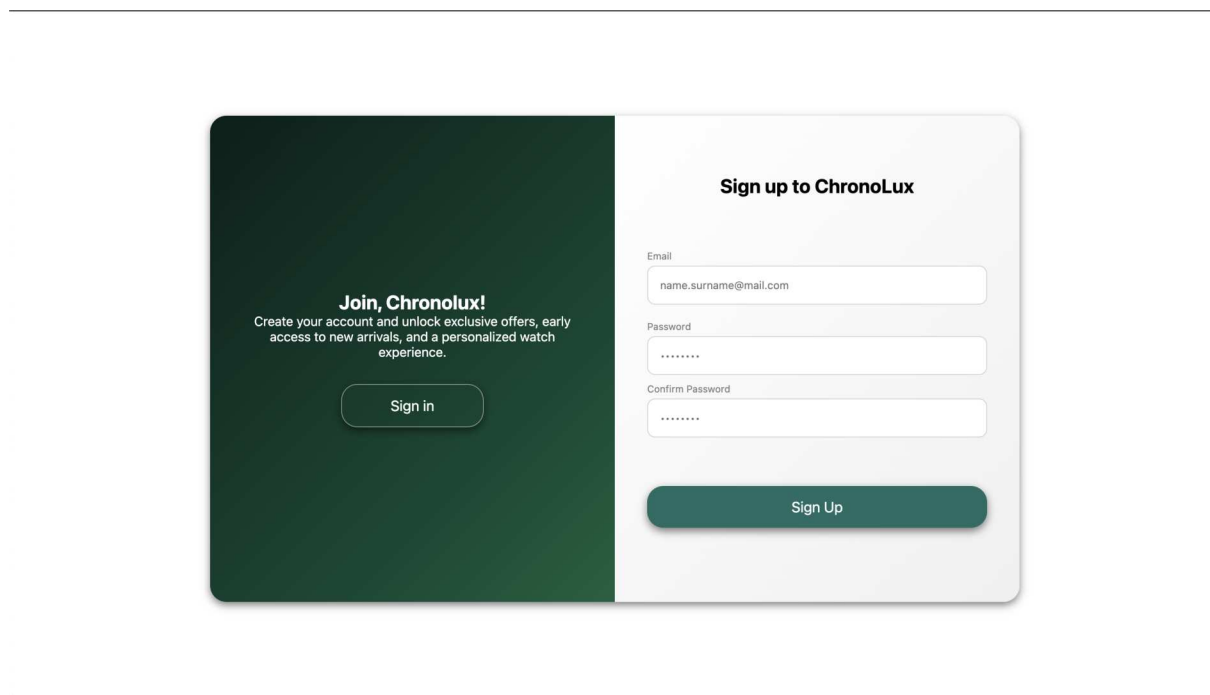 Join, Chronolux!
Create your account and unlock exclusive offers, early
access to new arrivals, and a personalized watch
experience.
Sign in
Sign up to ChronoLux
Email
name.surname@mail.com
Password
••••••••
Confirm Password
••••••••
Sign Up